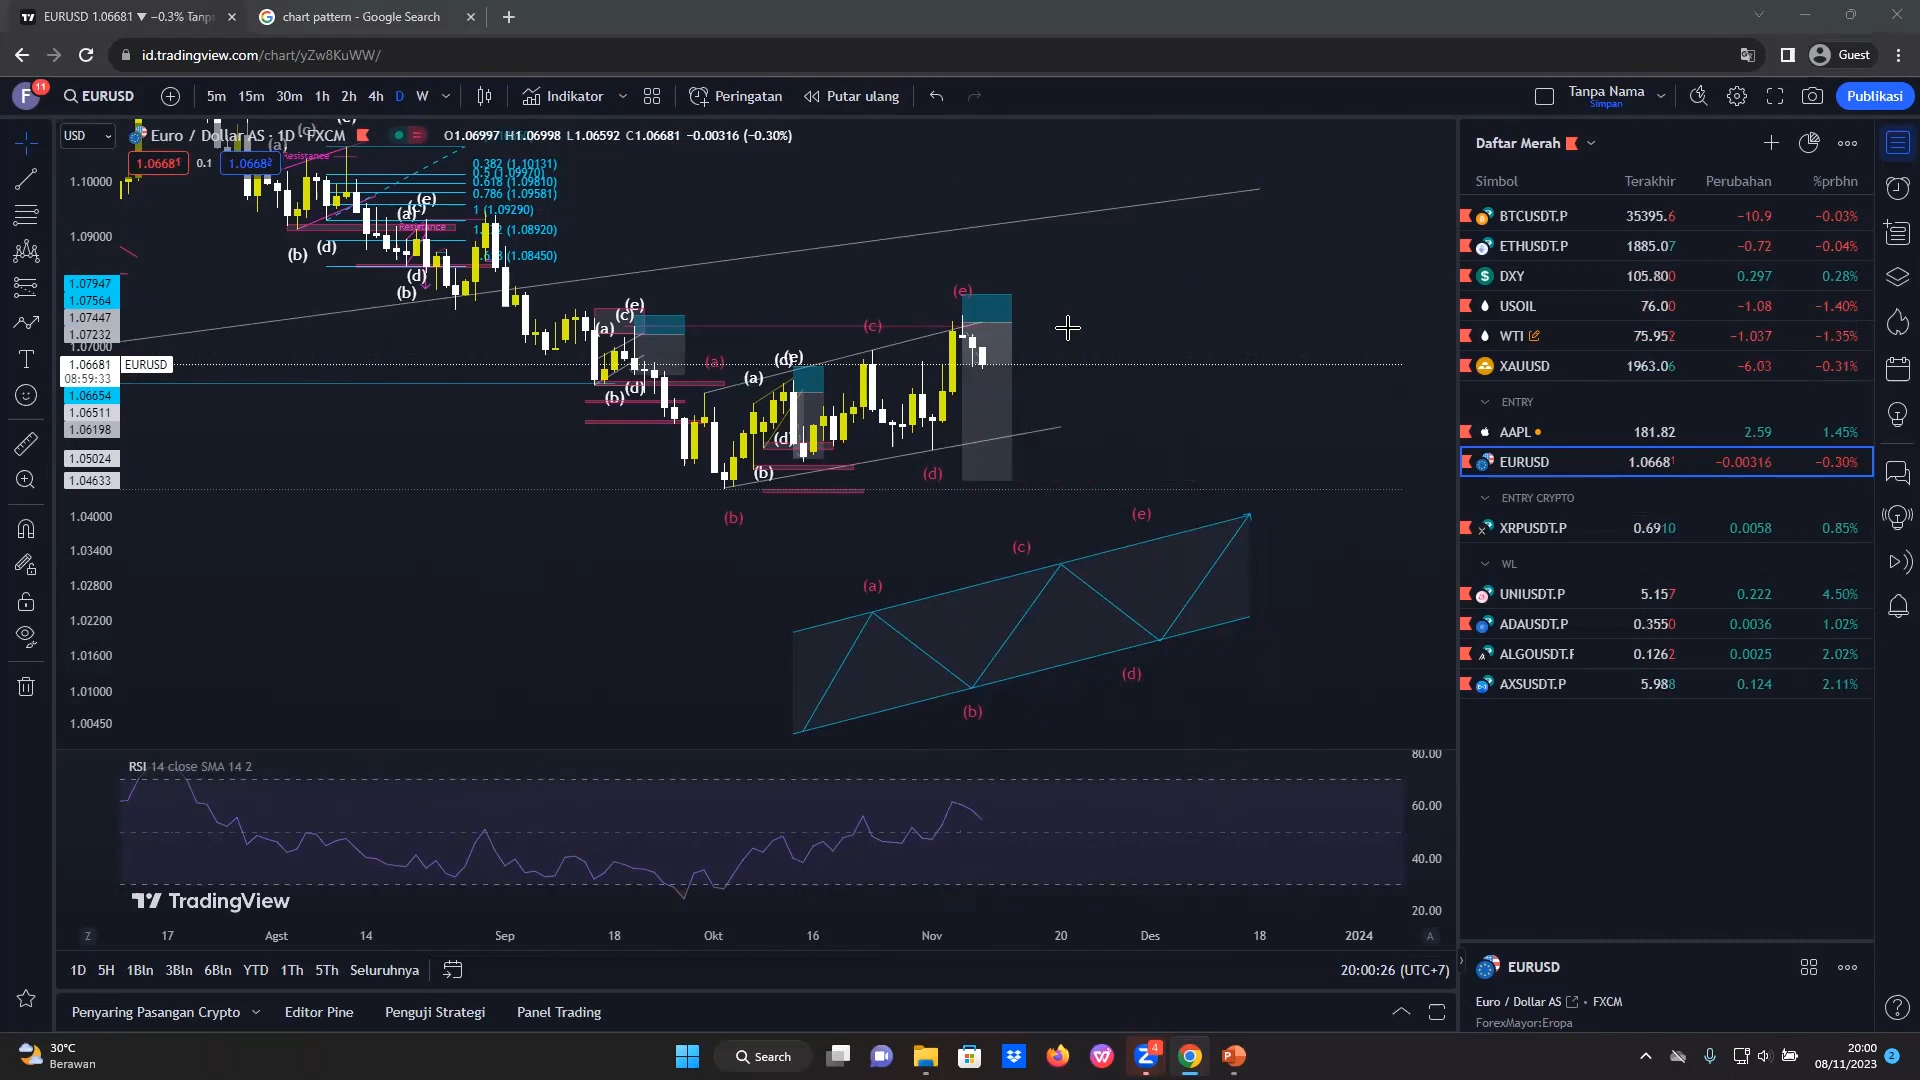 EURUSD 1.06681 ▼ −0.3% Tanp
chart pattern - Google Search
id.tradingview.com/chart/yZw8KuWW/
Guest
F
11
EURUSD
5m 15m 30m 1h 2h 4h D W
Indikator
Peringatan
Putar ulang
Tanpa Nama
Simpan
Publikasi
USD
Euro / Dollar AS · 1D · FXCM
O1.06997 H1.06998 L1.06592 C1.06681 −0.00316 (−0.30%)
1.06681
0.1
1.06682
Resistance
0.382 (1.10131)
0.5 (1.09970)
0.618 (1.09810)
0.786 (1.09581)
1 (1.09290)
(1.08920)
(1.08450)
Resistance
(c)
(e)
(a)
(b)
(d)
(a)
(c)
(e)
(d)
(b)
(e)
(c)
(a)
(d)
(b)
(a)
(b)
(a)
(d)
(e)
(d)
(b)
(c)
(d)
(e)
(a)
(c)
(e)
(b)
(d)
1.10000
1.09000
1.07947
1.07564
1.07447
1.07232
1.07000
1.06681
08:59:33
EURUSD
1.06654
1.06511
1.06198
1.05024
1.04633
1.04000
1.03400
1.02800
1.02200
1.01600
1.01000
1.00450
RSI 14 close SMA 14 2
80.00
60.00
40.00
20.00
TradingView
Z
17 Agst 14 Sep 18 Okt 16 Nov 20 Des 18 2024
A
1D 5H 1Bln 3Bln 6Bln YTD 1Th 5Th Seluruhnya
20:00:26 (UTC+7)
Penyaring Pasangan Crypto
Editor Pine
Penguji Strategi
Panel Trading
Daftar Merah
Simbol Terakhir Perubahan %prbhn
BTCUSDT.P 35395.6 −10.9 −0.03%
ETHUSDT.P 1885.07 −0.72 −0.04%
DXY 105.800 0.297 0.28%
USOIL 76.00 −1.08 −1.40%
WTI 75.952 −1.037 −1.35%
XAUUSD 1963.06 −6.03 −0.31%
ENTRY
AAPL 181.82 2.59 1.45%
EURUSD 1.06681 −0.00316 −0.30%
ENTRY CRYPTO
XRPUSDT.P 0.6910 0.0058 0.85%
WL
UNIUSDT.P 5.157 0.222 4.50%
ADAUSDT.P 0.3550 0.0036 1.02%
ALGOUSDT.F 0.1262 0.0025 2.02%
AXSUSDT.P 5.988 0.124 2.11%
EURUSD
Euro / Dollar AS • FXCM
ForexMayor:Eropa
30°C
Berawan
Search
4
20:00
08/11/2023
2